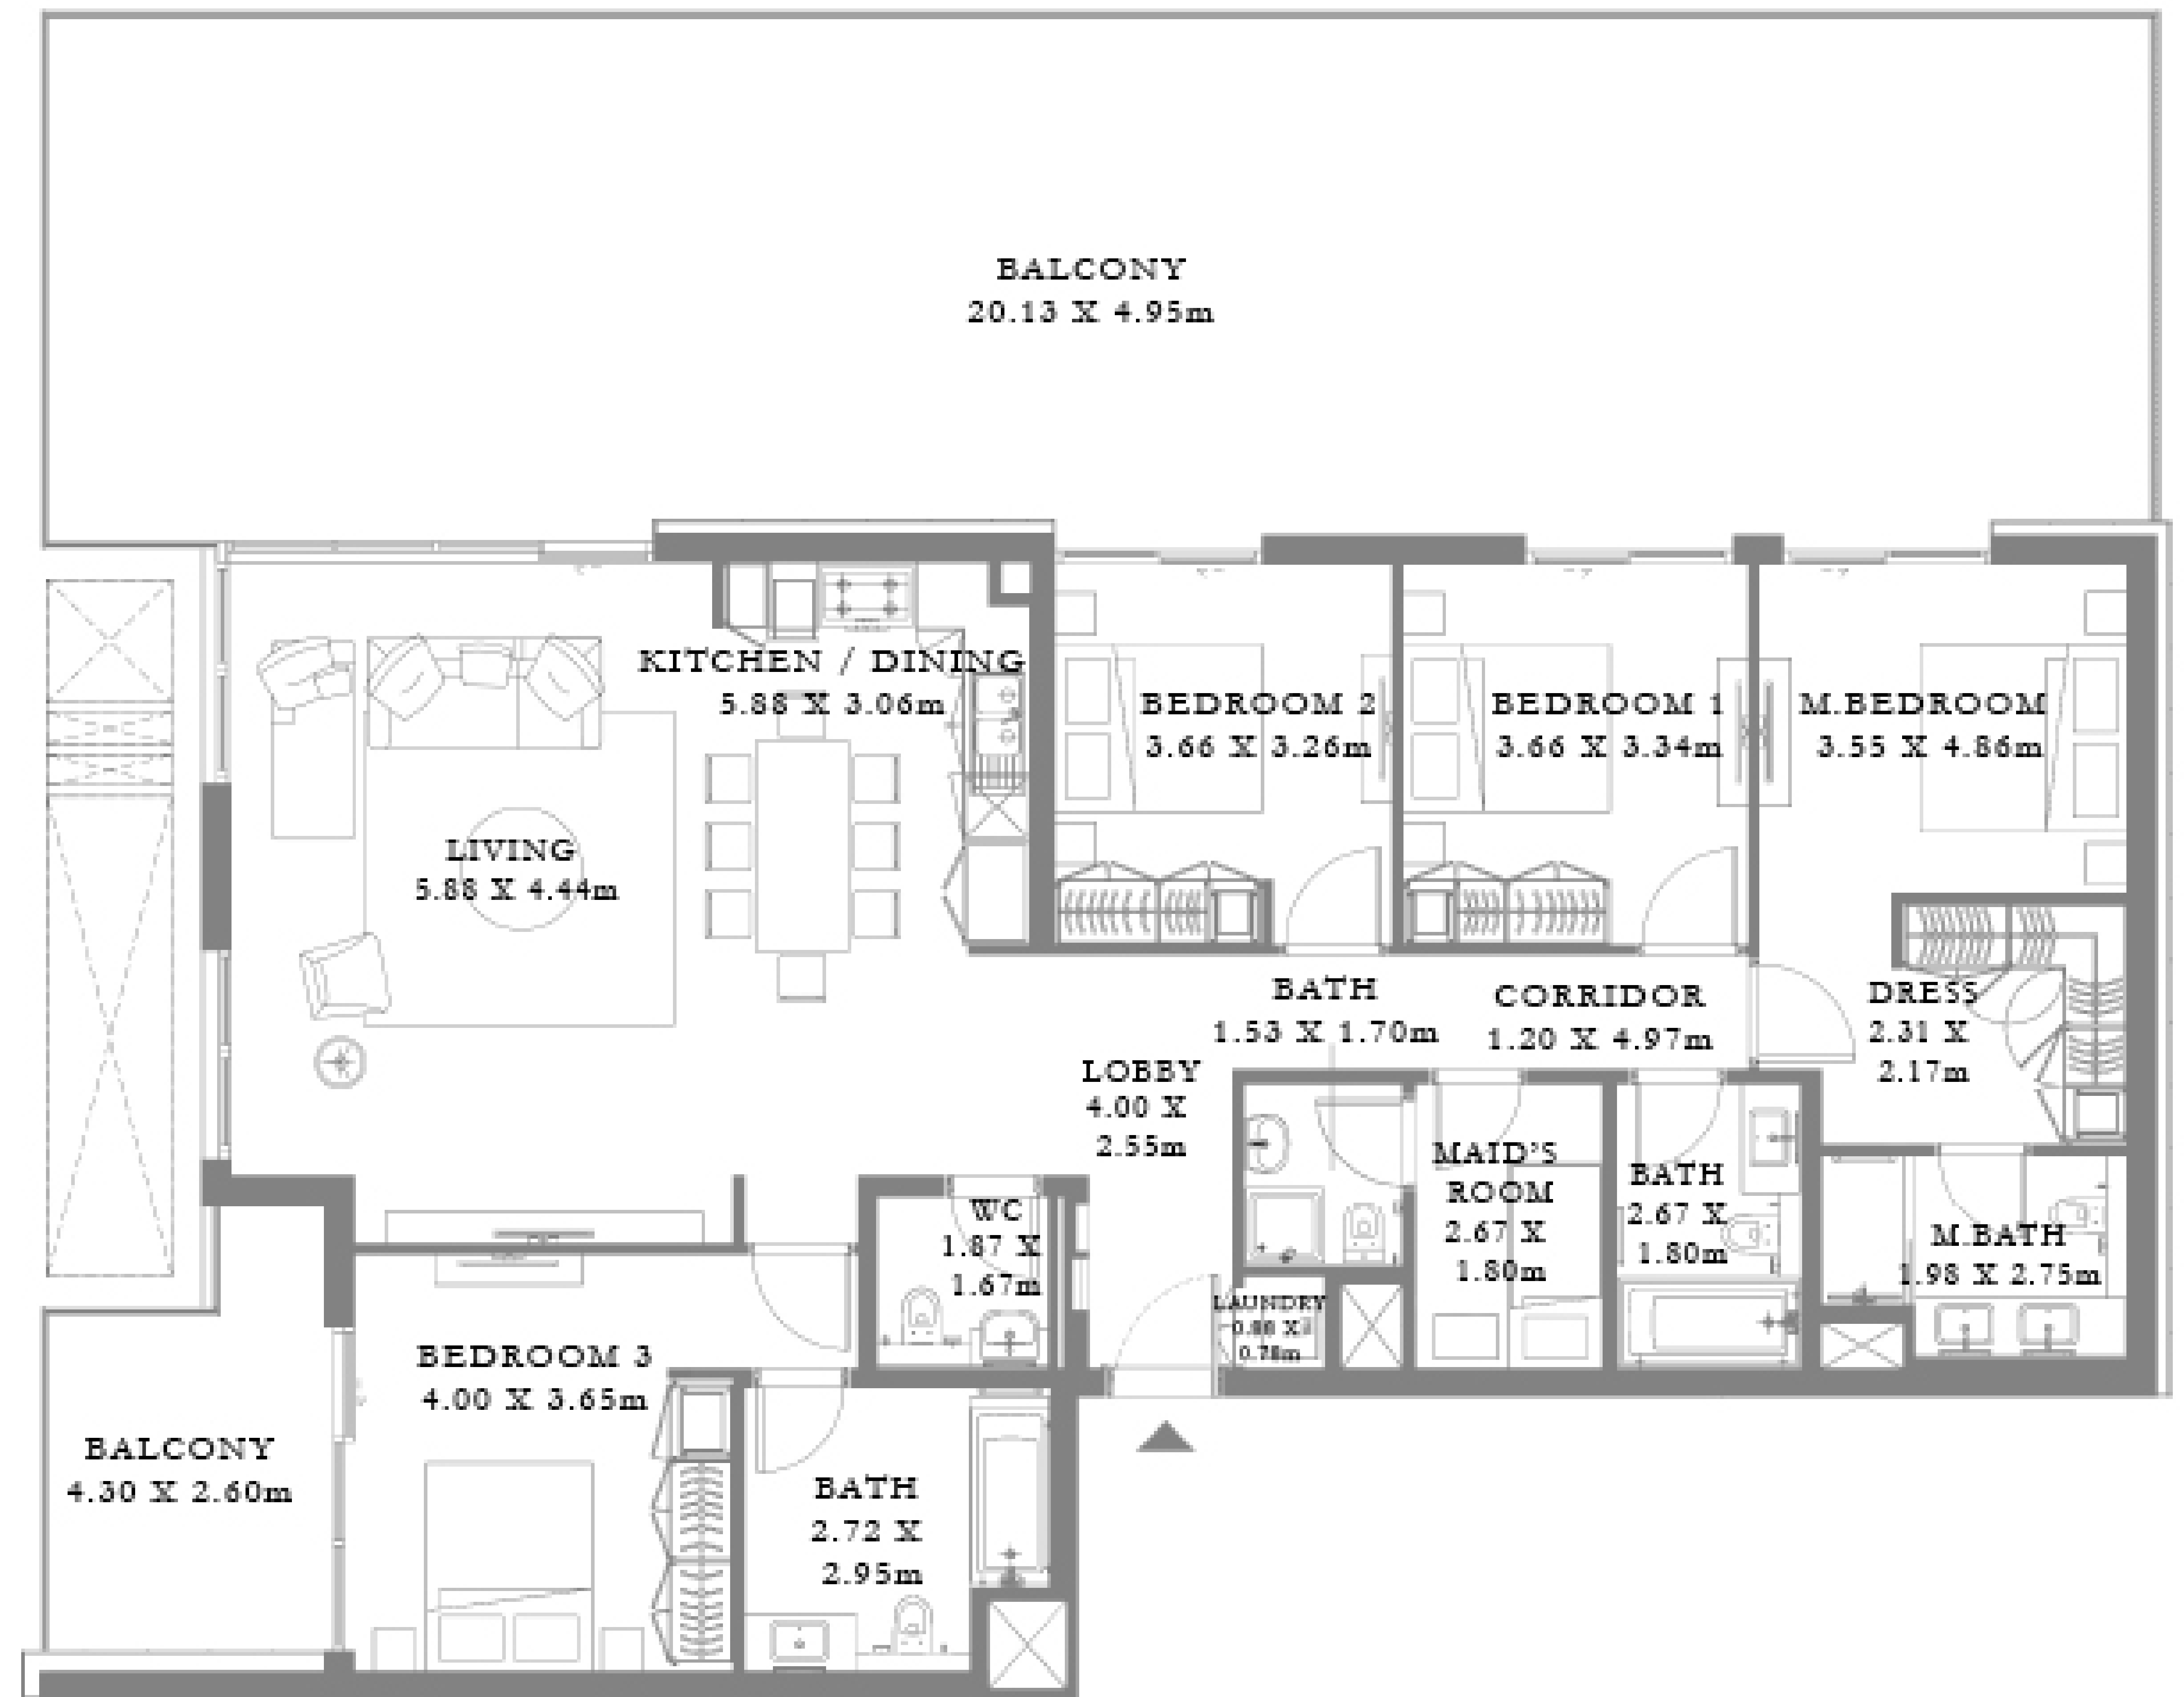 BALCONY
20.13 X 4.95m
KITCHEN / DINING
5.88 X 3.06m
BEDROOM 2
3.66 X 3.26m
BEDROOM 1
3.66 X 3.34m
M.BEDROOM
3.55 X 4.86m
LIVING
5.88 X 4.44m
BATH
1.53 X 1.70m
CORRIDOR
1.20 X 4.97m
DRESS
2.31 X
2.17m
LOBBY
4.00 X
2.55m
MAID'S
ROOM
2.67 X
1.80m
BATH
2.67 X
1.80m
WC
1.87 X
1.67m
M.BATH
1.98 X 2.75m
LAUNDRY
0.88 X
0.78m
BEDROOM 3
4.00 X 3.65m
BALCONY
4.30 X 2.60m
BATH
2.72 X
2.95m